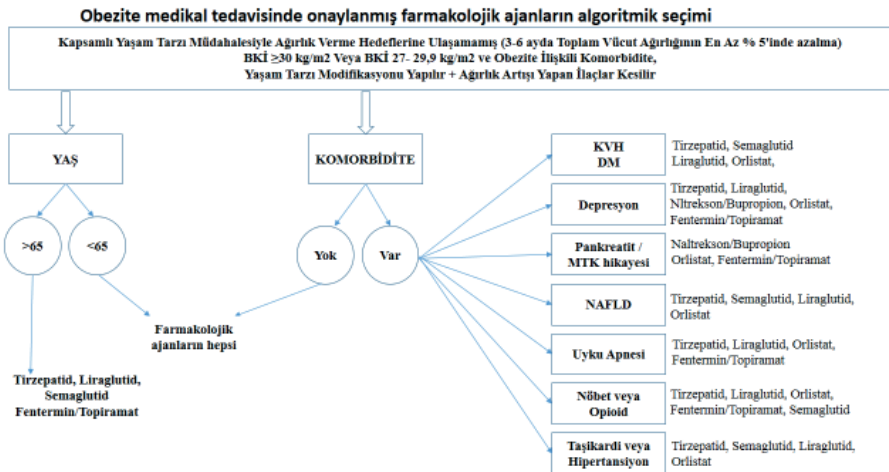 Obezite medikal tedavisinde onaylanmış farmakolojik ajanların algoritmik seçimi
Kapsamlı Yaşam Tarzı Müdahalesiyle Ağırlık Verme Hedeflerine Ulaşamamış (3-6 ayda Toplam Vücut Ağırlığının En Az % 5'inde azalma)
BKİ ≥30 kg/m2 Veya BKİ 27- 29,9 kg/m2 ve Obezite İlişkili Komorbidite,
Yaşam Tarzı Modifikasyonu Yapılır + Ağırlık Artışı Yapan İlaçlar Kesilir
YAŞ
>65
<65
Tirzepatid, Liraglutid,
Semaglutid
Fentermin/Topiramat
Farmakolojik
ajanların hepsi
KOMORBİDİTE
Yok
Var
KVH
DM
Tirzepatid, Semaglutid
Liraglutid, Orlistat,
Depresyon
Tirzepatid, Liraglutid,
Nltrekson/Bupropion, Orlistat,
Fentermin/Topiramat
Pankreatit /
MTK hikayesi
Naltrekson/Bupropion
Orlistat, Fentermin/Topiramat
NAFLD
Tirzepatid, Semaglutid, Liraglutid,
Orlistat
Uyku Apnesi
Tirzepatid, Liraglutid, Orlistat,
Fentermin/Topiramat
Nöbet veya
Opioid
Tirzepatid, Liraglutid, Orlistat,
Fentermin/Topiramat, Semaglutid
Taşikardi veya
Hipertansiyon
Tirzepatid, Semaglutid, Liraglutid,
Orlistat